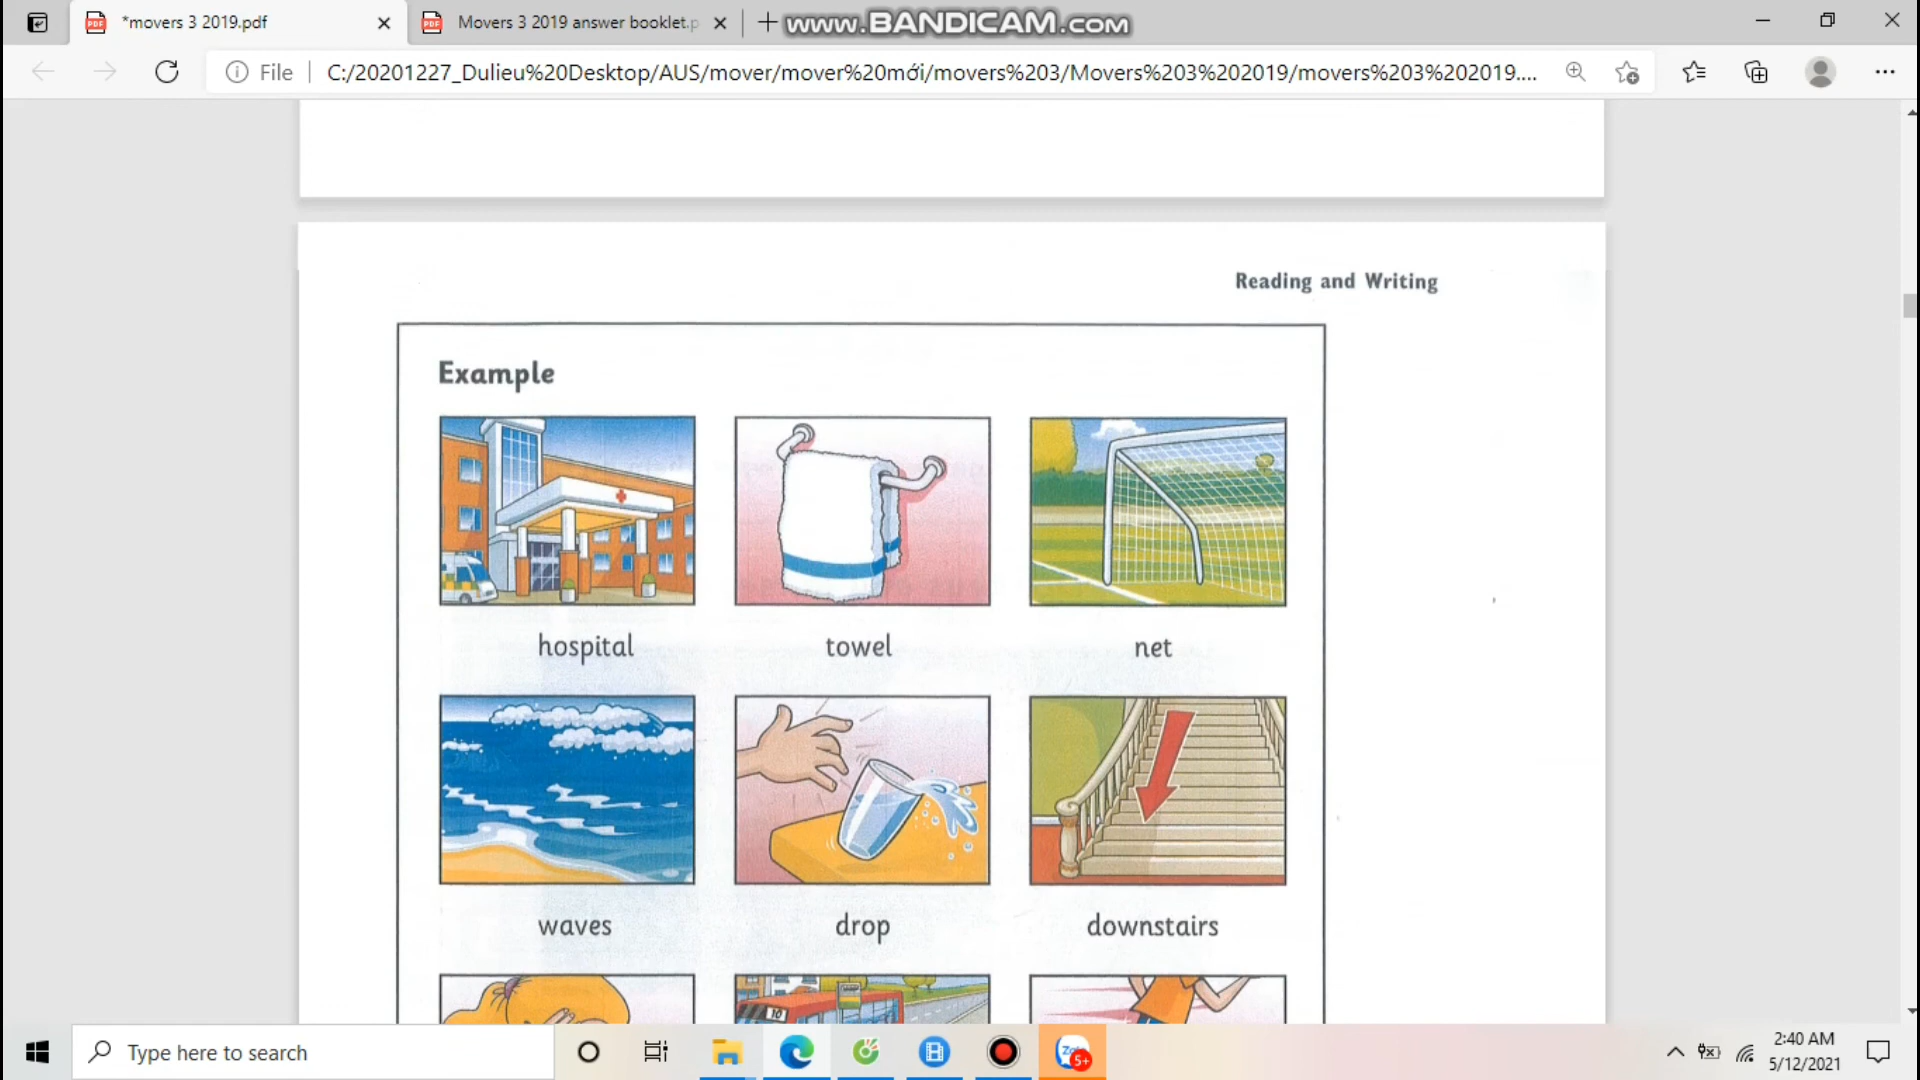 *movers 3 2019.pdf
Movers 3 2019 answer booklet.p
www.BANDICAM.com
File
C:/20201227_Dulieu%20Desktop/AUS/mover/mover%20mới/movers%203/Movers%203%202019/movers%203%202019....
Reading and Writing
Example
hospital towel net
waves drop downstairs
10
Type here to search
5+
2:40 AM
5/12/2021